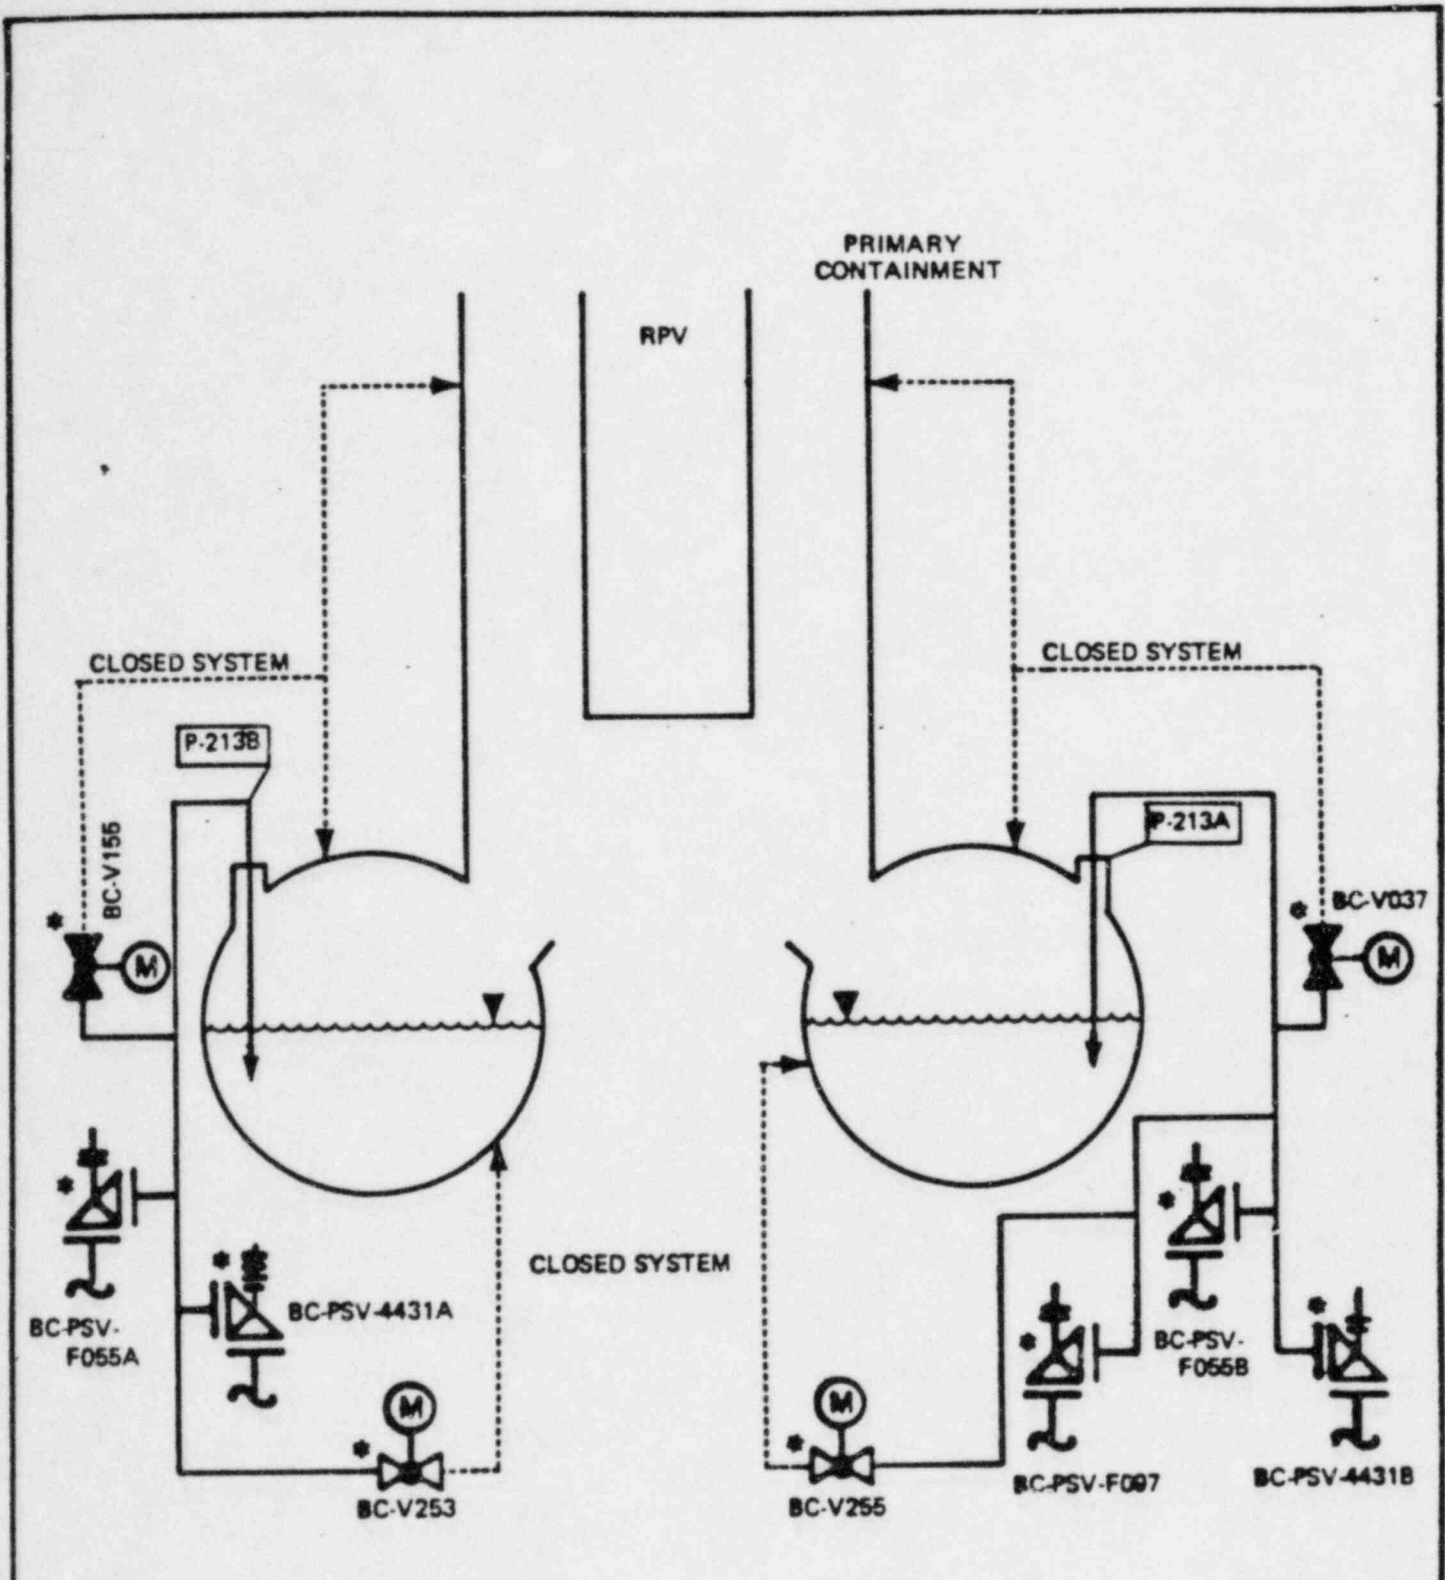 PRIMARY
CONTAINMENT
RPV
CLOSED SYSTEM
CLOSED SYSTEM
P-213B
P-213A
BC-V155
BC-V037
*
*
M
M
*
*
CLOSED SYSTEM
*
BC-PSV-4431A
BC-PSV-
F055A
*
*
BC-PSV-
F055B
M
M
*
*
BC-V253
BC-V255
BC-PSV-F097
BC-PSV-4431B